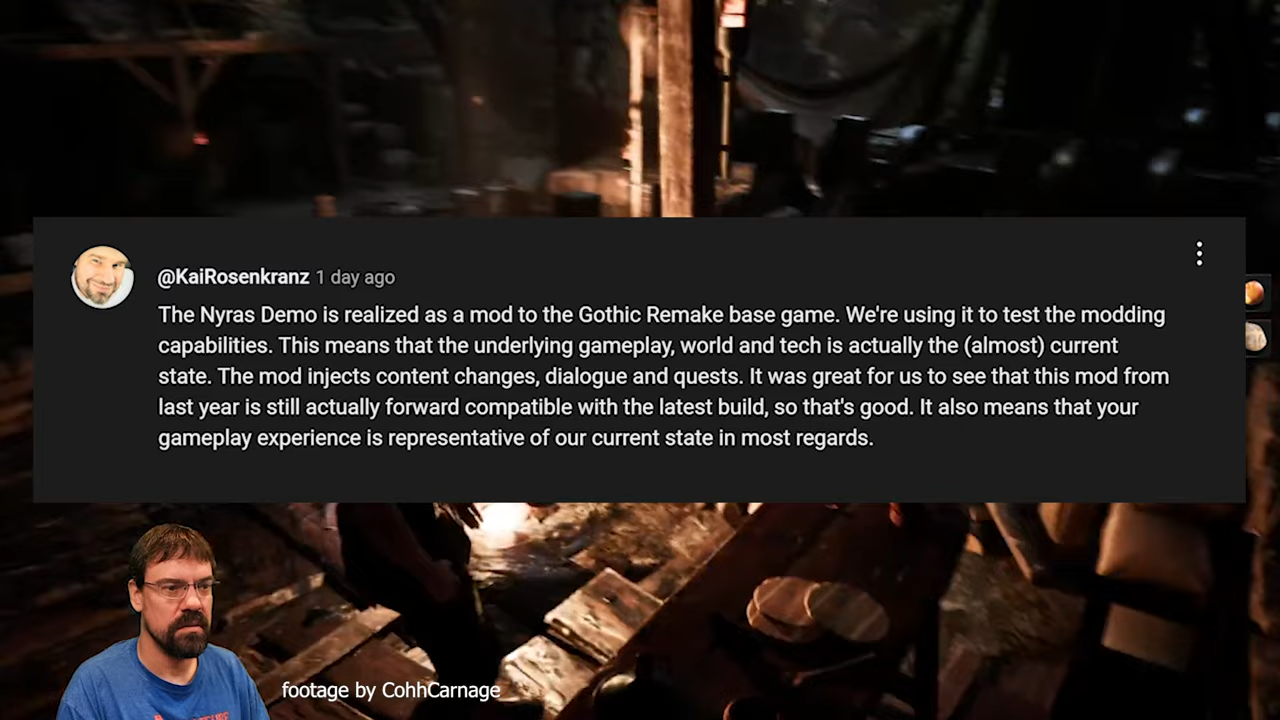 @KaiRosenkranz 1 day ago
The Nyras Demo is realized as a mod to the Gothic Remake base game. We're using it to test the modding
capabilities. This means that the underlying gameplay, world and tech is actually the (almost) current
state. The mod injects content changes, dialogue and quests. It was great for us to see that this mod from
last year is still actually forward compatible with the latest build, so that's good. It also means that your
gameplay experience is representative of our current state in most regards.
footage by CohhCarnage